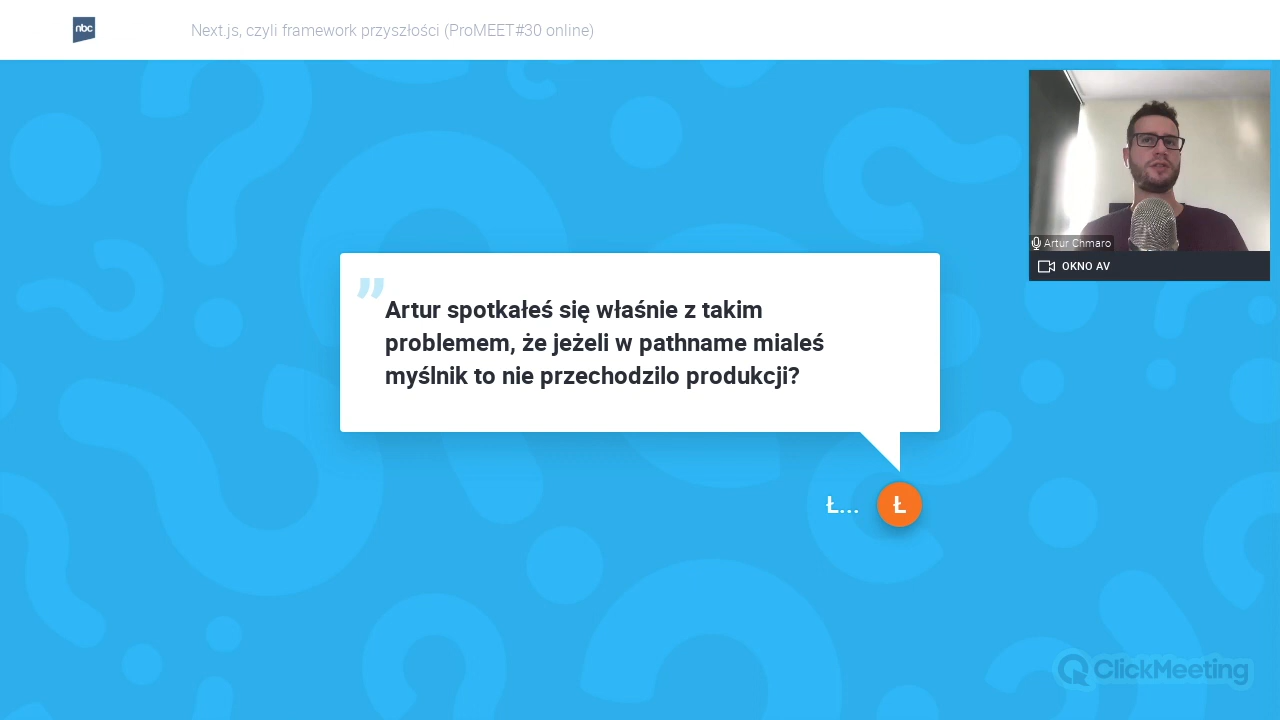 nbc
Next.js, czyli framework przyszłości (ProMEET#30 online)
Artur Chmaro
OKNO AV
”
Artur spotkałeś się właśnie z takim
problemem, że jeżeli w pathname mialeś
myślnik to nie przechodzilo produkcji?
Ł... Ł
ClickMeeting